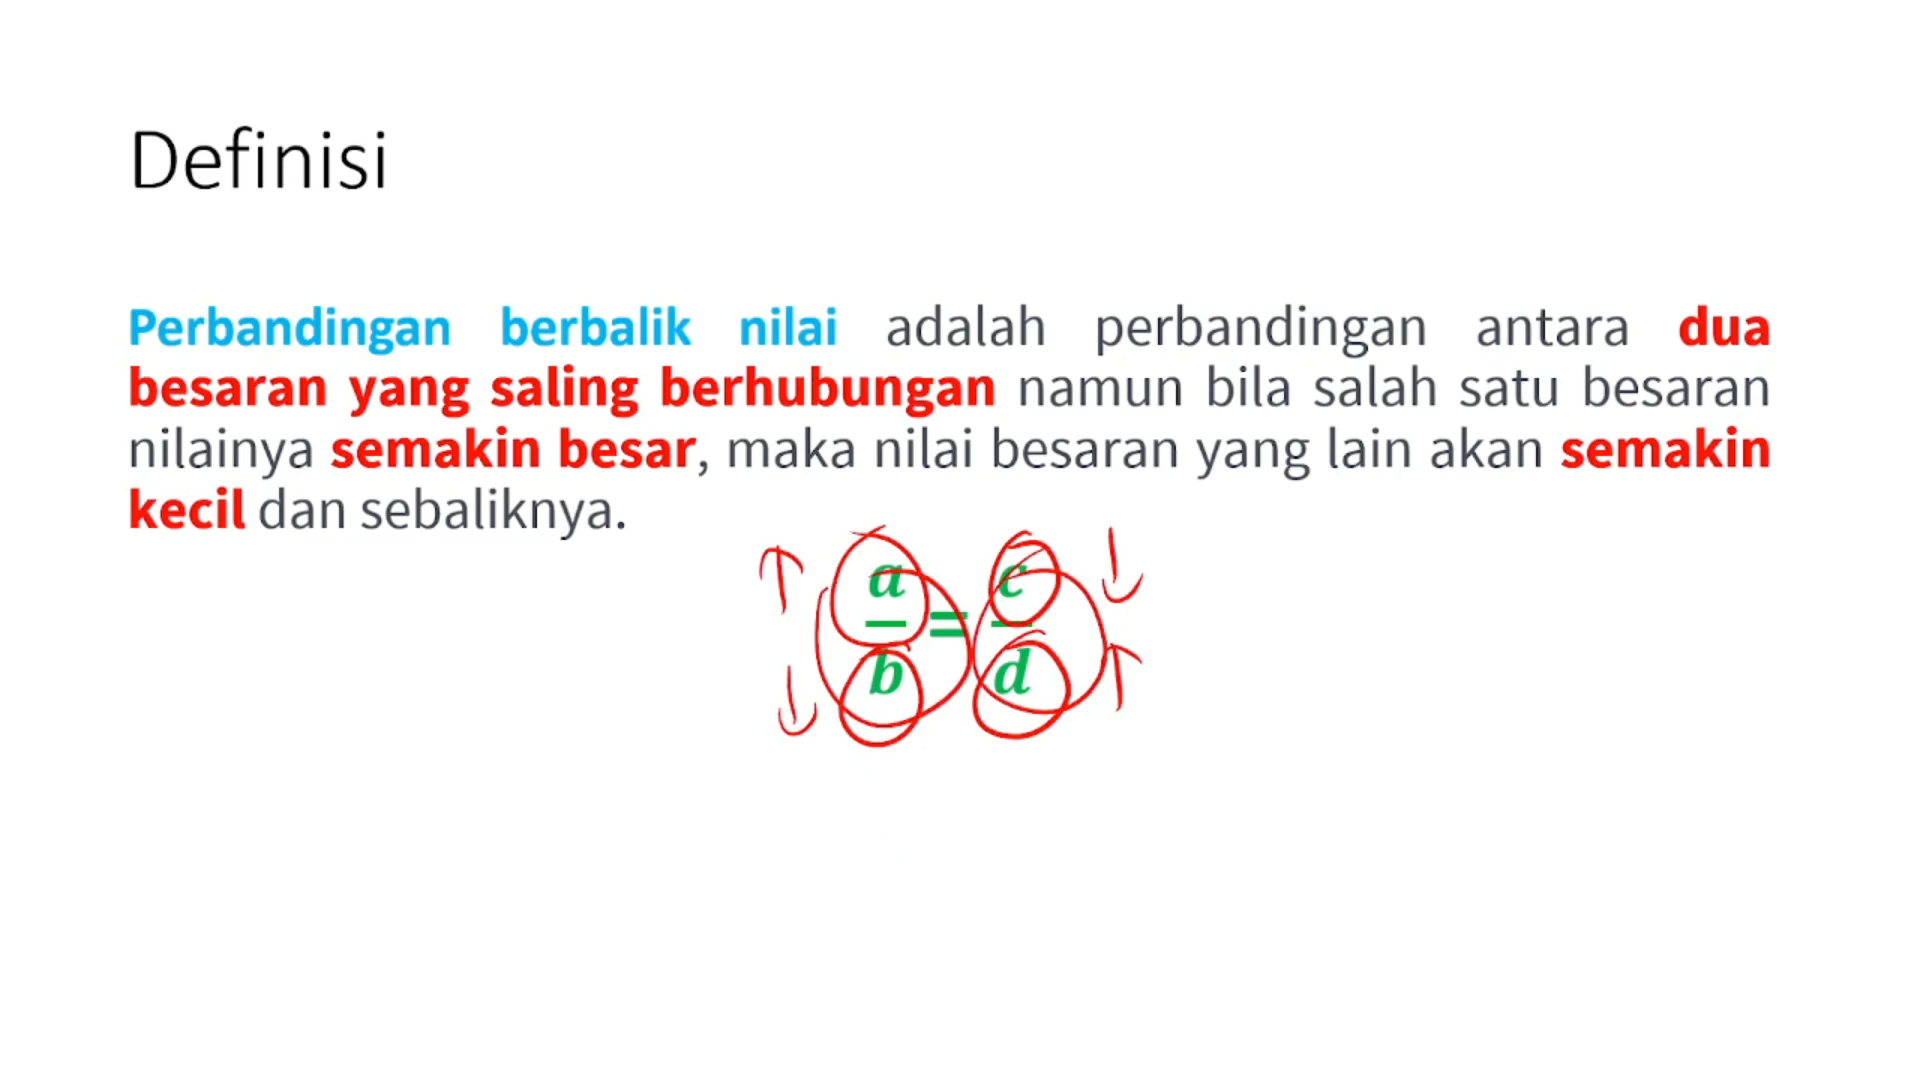 Definisi
Perbandingan berbalik nilai adalah perbandingan antara dua
besaran yang saling berhubungan namun bila salah satu besaran
nilainya semakin besar, maka nilai besaran yang lain akan semakin
kecil dan sebaliknya.
a/b = c/d